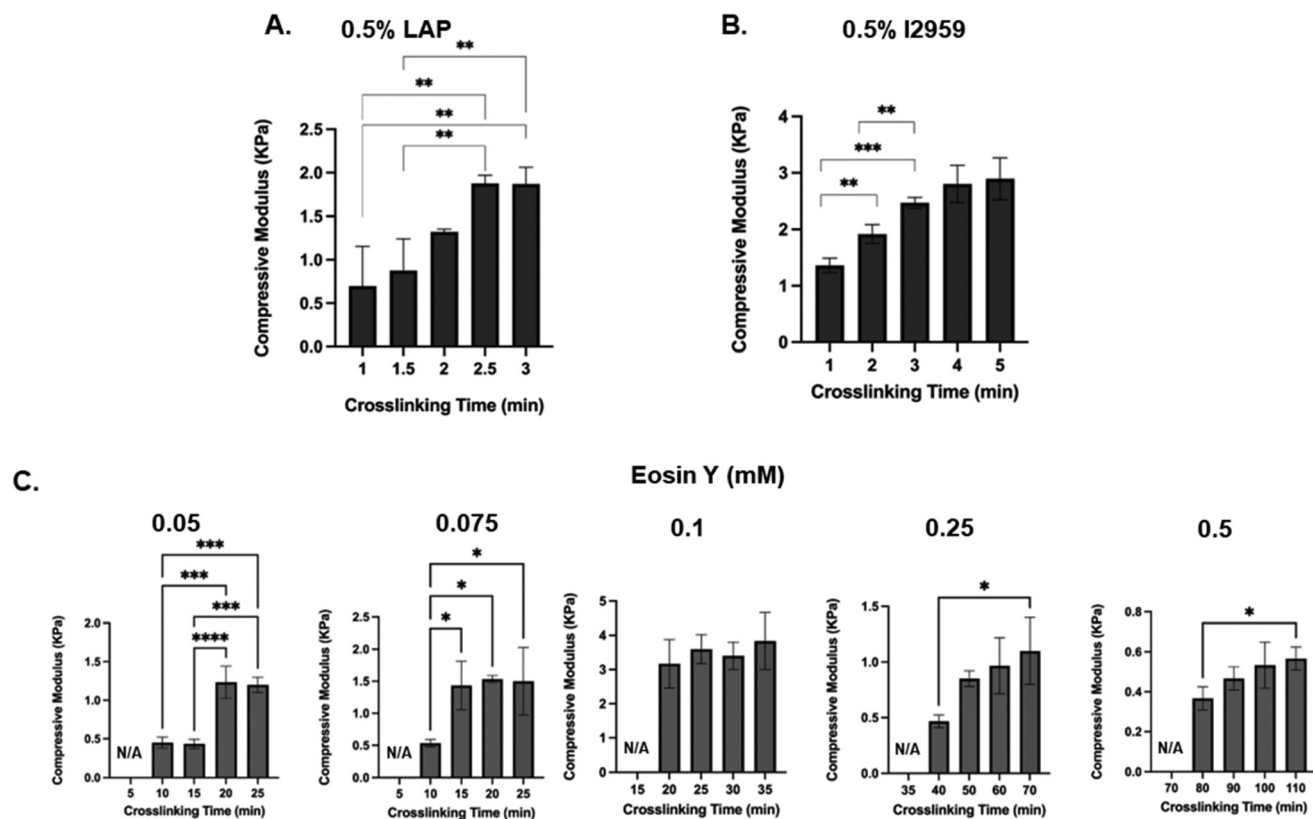 A.
0.5% LAP
**
**
**
**
Compressive Modulus (KPa)
2.5
2.0
1.5
1.0
0.5
0.0
1 1.5 2 2.5 3
Crosslinking Time (min)
B.
0.5% I2959
**
***
**
Compressive Modulus (KPa)
4
3
2
1
0
1 2 3 4 5
Crosslinking Time (min)
C.
Eosin Y (mM)
0.05
***
***
***
****
Compressive Modulus (KPa)
2.0
1.5
1.0
0.5
0.0
N/A
5 10 15 20 25
Crosslinking Time (min)
0.075
*
*
*
Compressive Modulus (KPa)
2.5
2.0
1.5
1.0
0.5
0.0
N/A
5 10 15 20 25
Crosslinking Time (min)
0.1
Compressive Modulus (KPa)
5
4
3
2
1
0
N/A
15 20 25 30 35
Crosslinking Time (min)
0.25
*
Compressive Modulus (KPa)
1.5
1.0
0.5
0.0
N/A
35 40 50 60 70
Crosslinking Time (min)
0.5
*
Compressive Modulus (KPa)
0.8
0.6
0.4
0.2
0.0
N/A
70 80 90 100 110
Crosslinking Time (min)